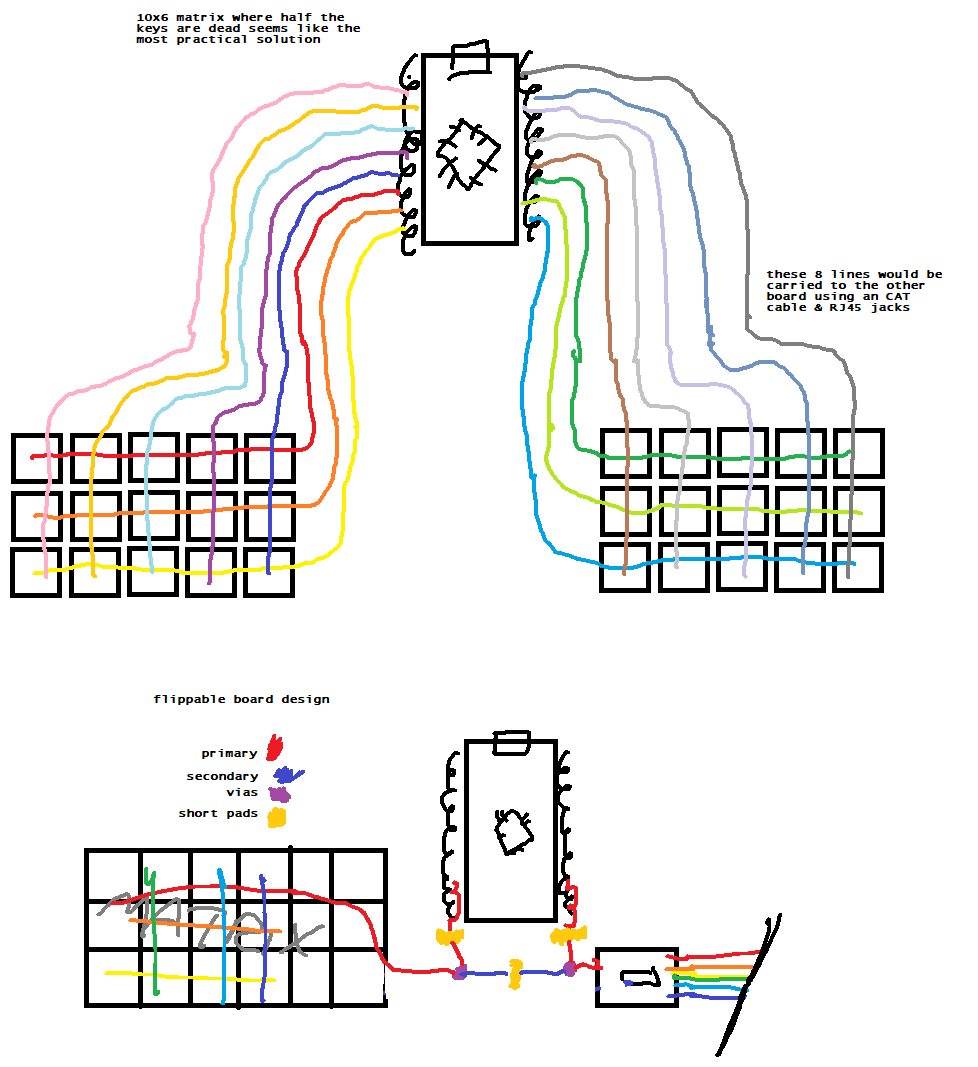 10x6 matrix where half the
keys are dead seems like the
most practical solution
these 8 lines would be
carried to the other
board using an CAT
cable & RJ45 jacks
flippable board design
primary
secondary
vias
short pads
MATRIX